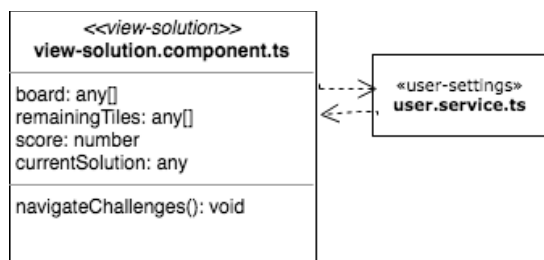 <<view-solution>>
view-solution.component.ts
board: any[]
remainingTiles: any[]
score: number
currentSolution: any
navigateChallenges(): void
«user-settings»
user.service.ts